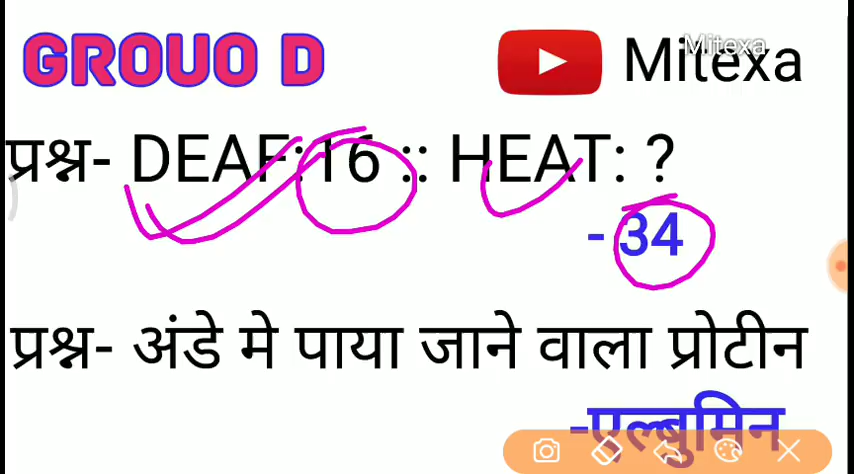 GROUO D
Mitexa
Mitexa
प्रश्न- DEAF:16 :: HEAT: ?
- 34
प्रश्न- अंडे मे पाया जाने वाला प्रोटीन
-एल्बुमिन